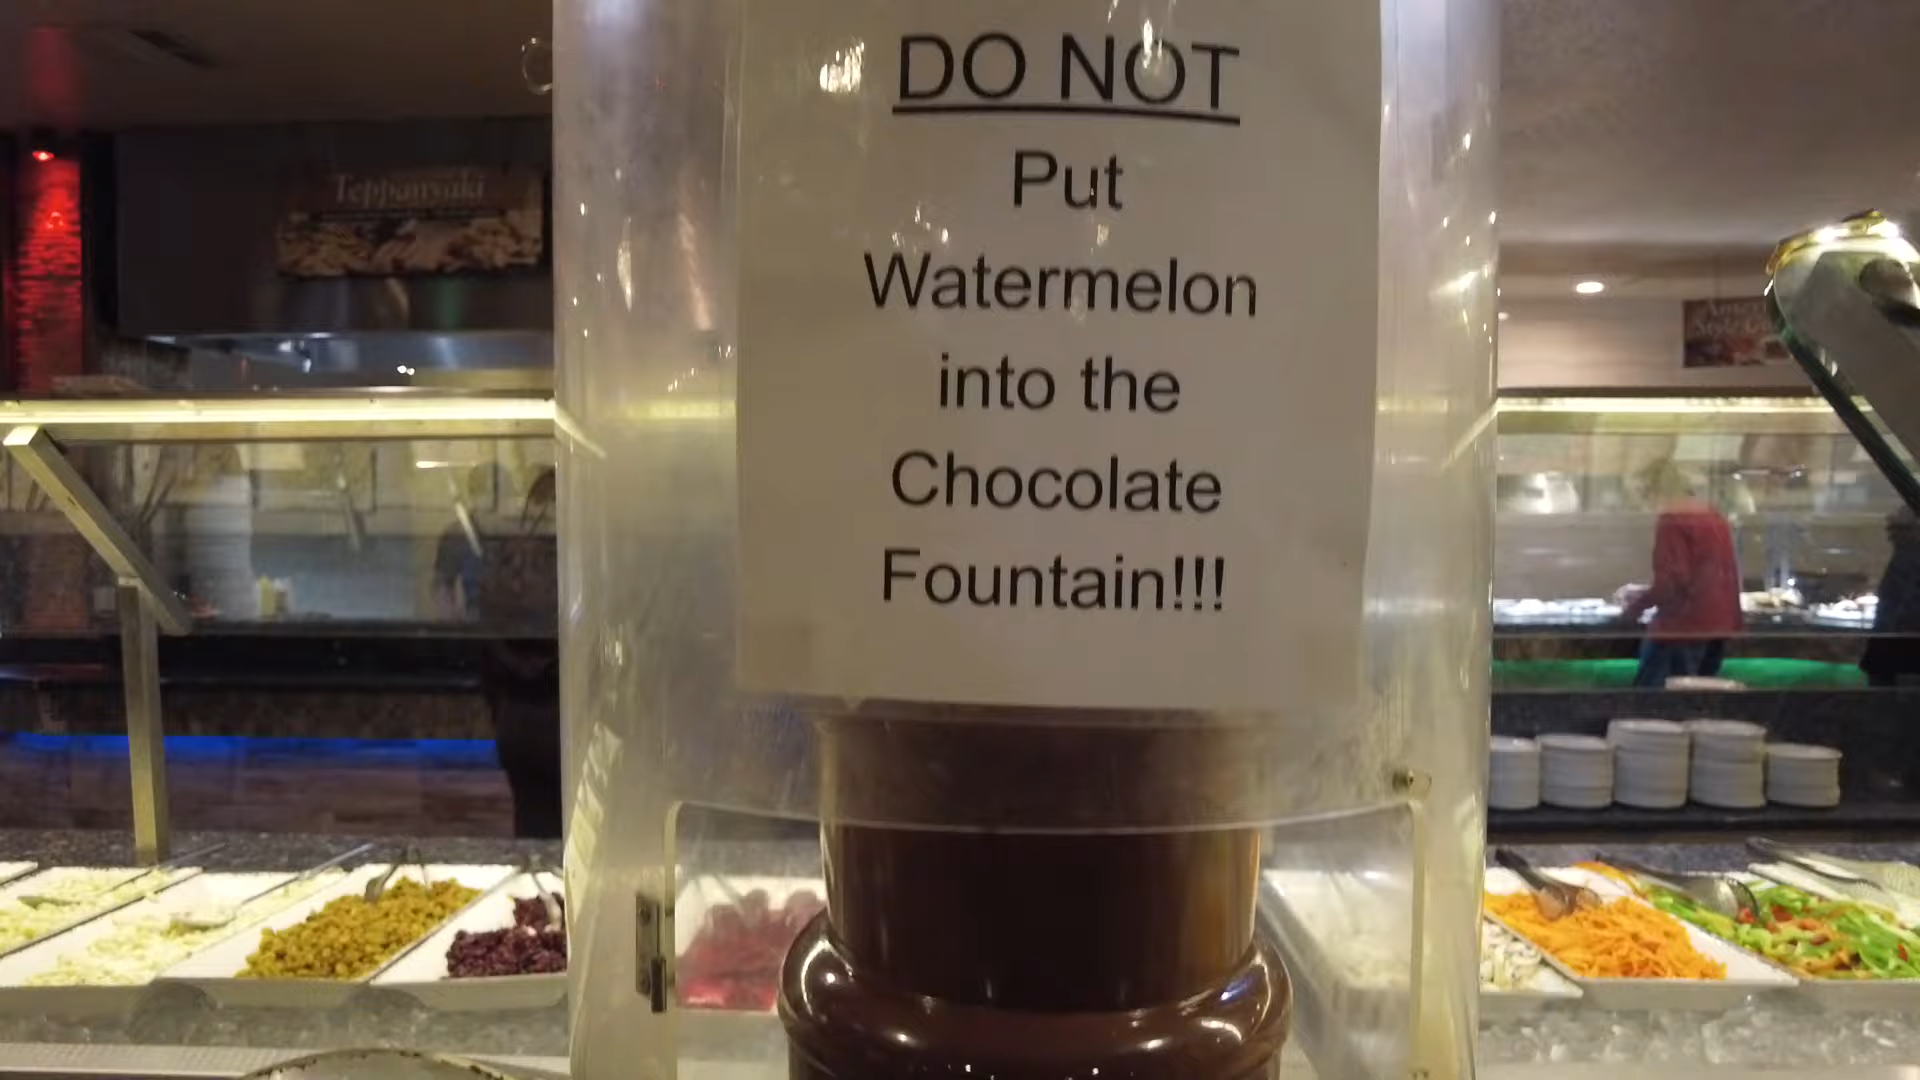 DO NOT
Put
Watermelon
into the
Chocolate
Fountain!!!
Teppanyaki